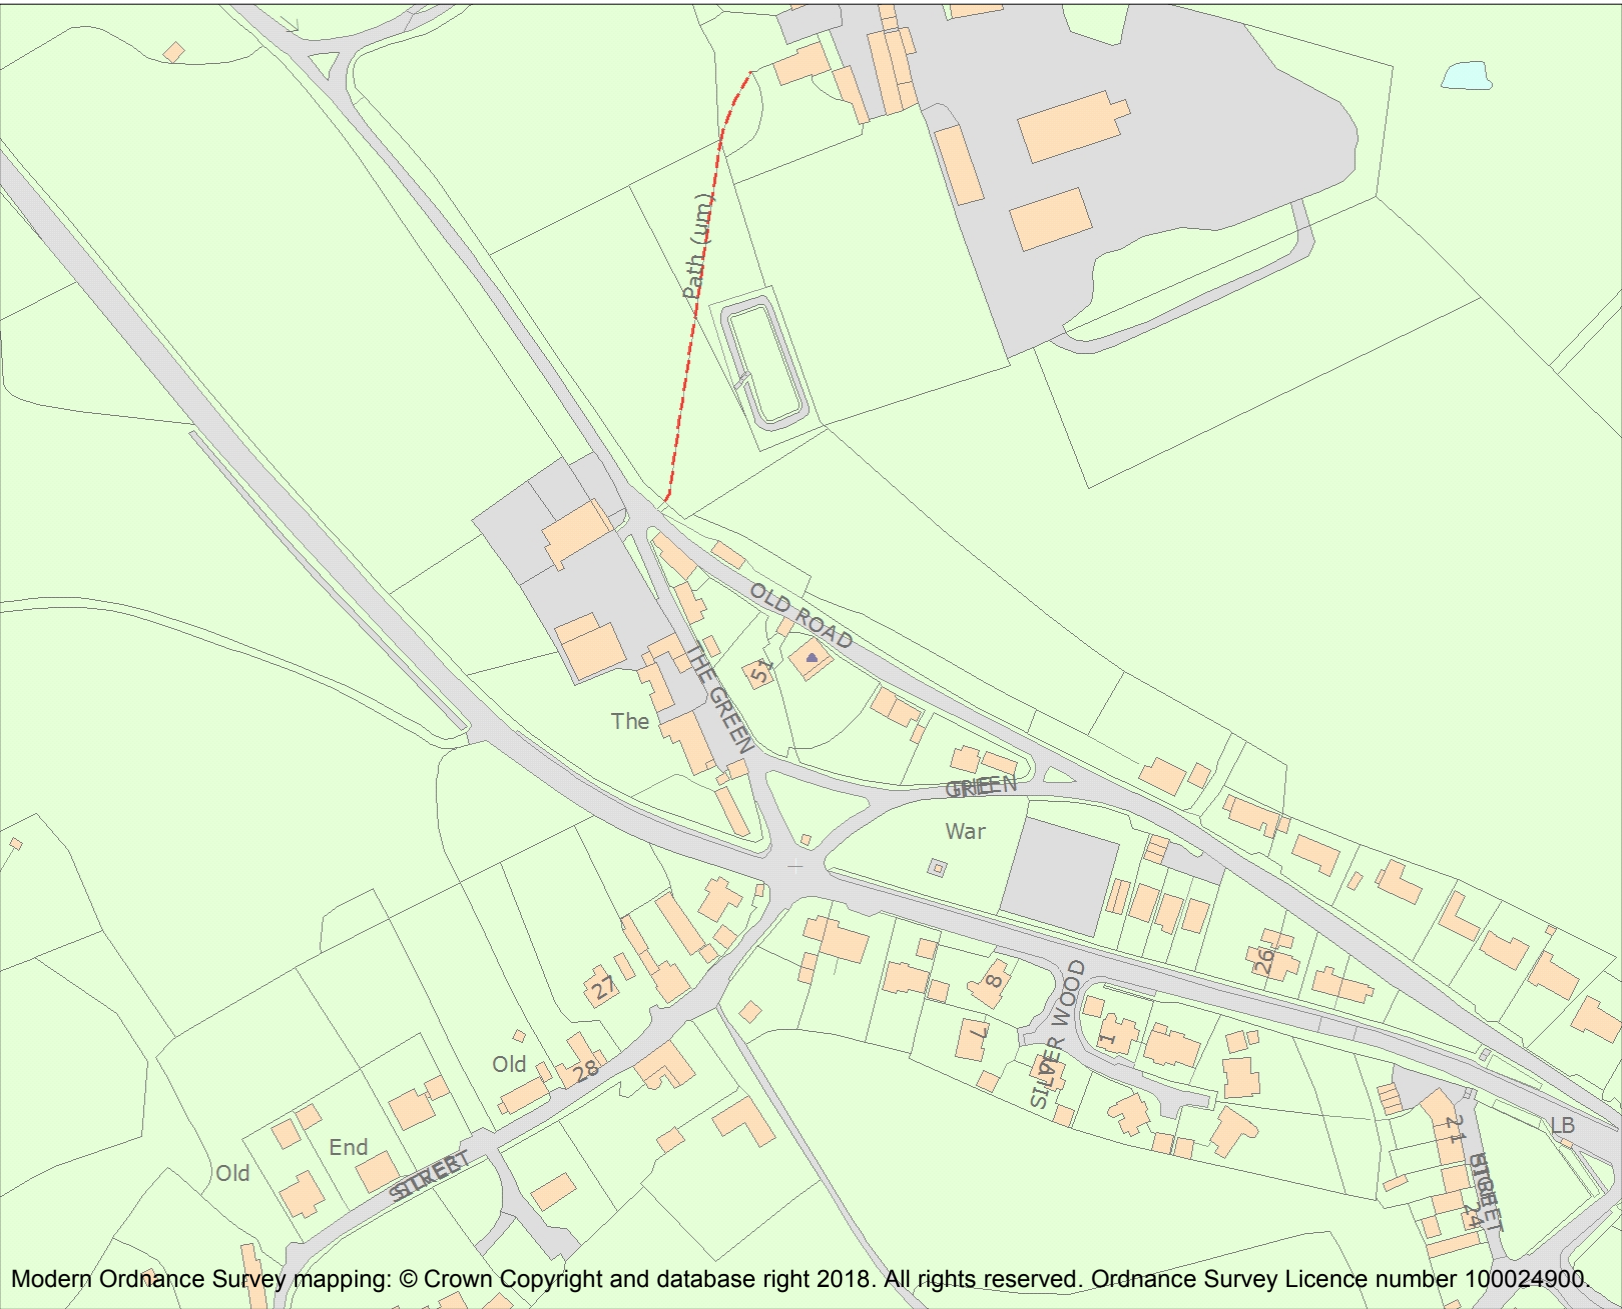 Path (um)
OLD ROAD
THE GREEN
51
The
GREEN
War
26
27
8
7
1
SILVER WOOD
Old
28
End
Old
STREET
21
LB
STREET
24
Modern Ordnance Survey mapping: © Crown Copyright and database right 2018. All rights reserved. Ordnance Survey Licence number 100024900.